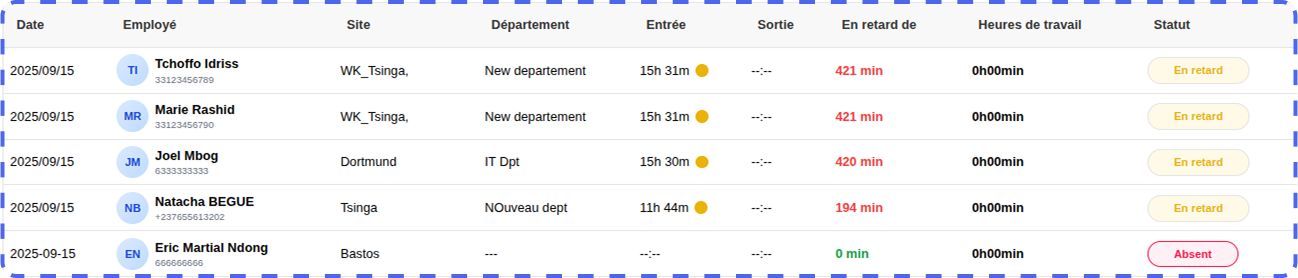 Date Employé Site Département Entrée Sortie En retard de Heures de travail Statut
2025/09/15 TI Tchoffo Idriss WK_Tsinga, New departement 15h 31m --:-- 421 min 0h00min En retard
33123456789
2025/09/15 MR Marie Rashid WK_Tsinga, New departement 15h 31m --:-- 421 min 0h00min En retard
33123456790
2025/09/15 JM Joel Mbog Dortmund IT Dpt 15h 30m --:-- 420 min 0h00min En retard
6333333333
2025/09/15 NB Natacha BEGUE Tsinga NOuveau dept 11h 44m --:-- 194 min 0h00min En retard
+237655613202
2025-09-15 EN Eric Martial Ndong Bastos --- --:-- --:-- 0 min 0h00min Absent
666666666